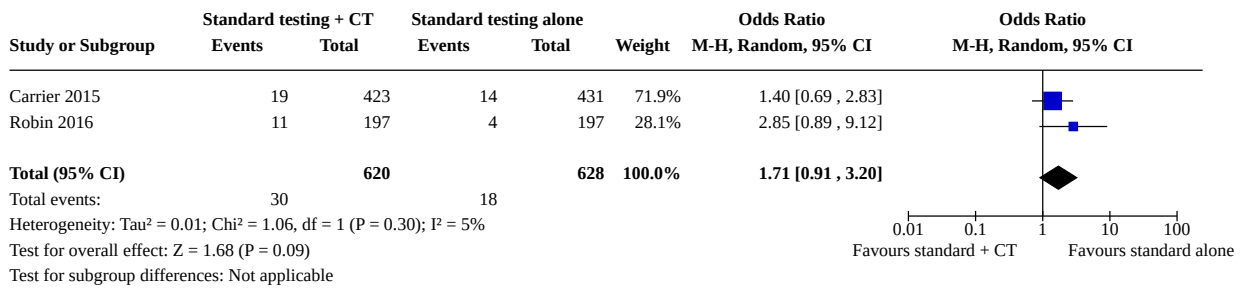 Standard testing + CT Standard testing alone Odds Ratio Odds Ratio
Study or Subgroup Events Total Events Total Weight M-H, Random, 95% CI M-H, Random, 95% CI
Carrier 2015 19 423 14 431 71.9% 1.40 [0.69 , 2.83]
Robin 2016 11 197 4 197 28.1% 2.85 [0.89 , 9.12]
Total (95% CI) 620 628 100.0% 1.71 [0.91 , 3.20]
Total events: 30 18
Heterogeneity: Tau² = 0.01; Chi² = 1.06, df = 1 (P = 0.30); I² = 5%
0.01 0.1 1 10 100
Test for overall effect: Z = 1.68 (P = 0.09)
Favours standard + CT Favours standard alone
Test for subgroup differences: Not applicable